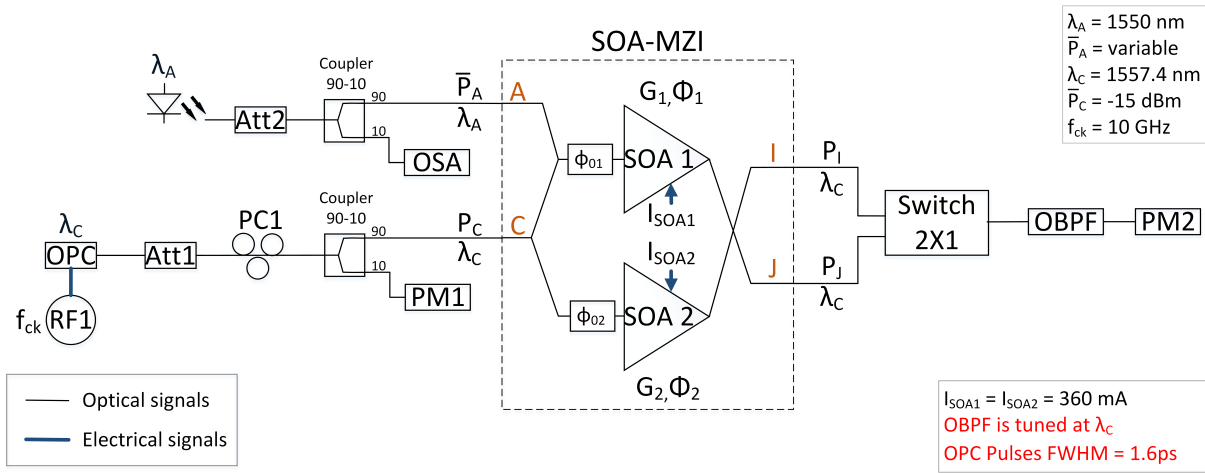 SOA-MZI
λA = 1550 nm
P̅A = variable
λC = 1557.4 nm
P̅C = -15 dBm
fck = 10 GHz
λA
Att2
Coupler
90-10
90
10
OSA
P̅A
λA
A
G1,Φ1
ϕ01
SOA 1
ISOA1
I
PI
λC
λC
OPC
Att1
PC1
Coupler
90-10
90
10
PM1
PC
λC
C
ISOA2
ϕ02
SOA 2
G2,Φ2
J
PJ
λC
Switch
2X1
OBPF
PM2
fck
RF1
Optical signals
Electrical signals
ISOA1 = ISOA2 = 360 mA
OBPF is tuned at λC
OPC Pulses FWHM = 1.6ps